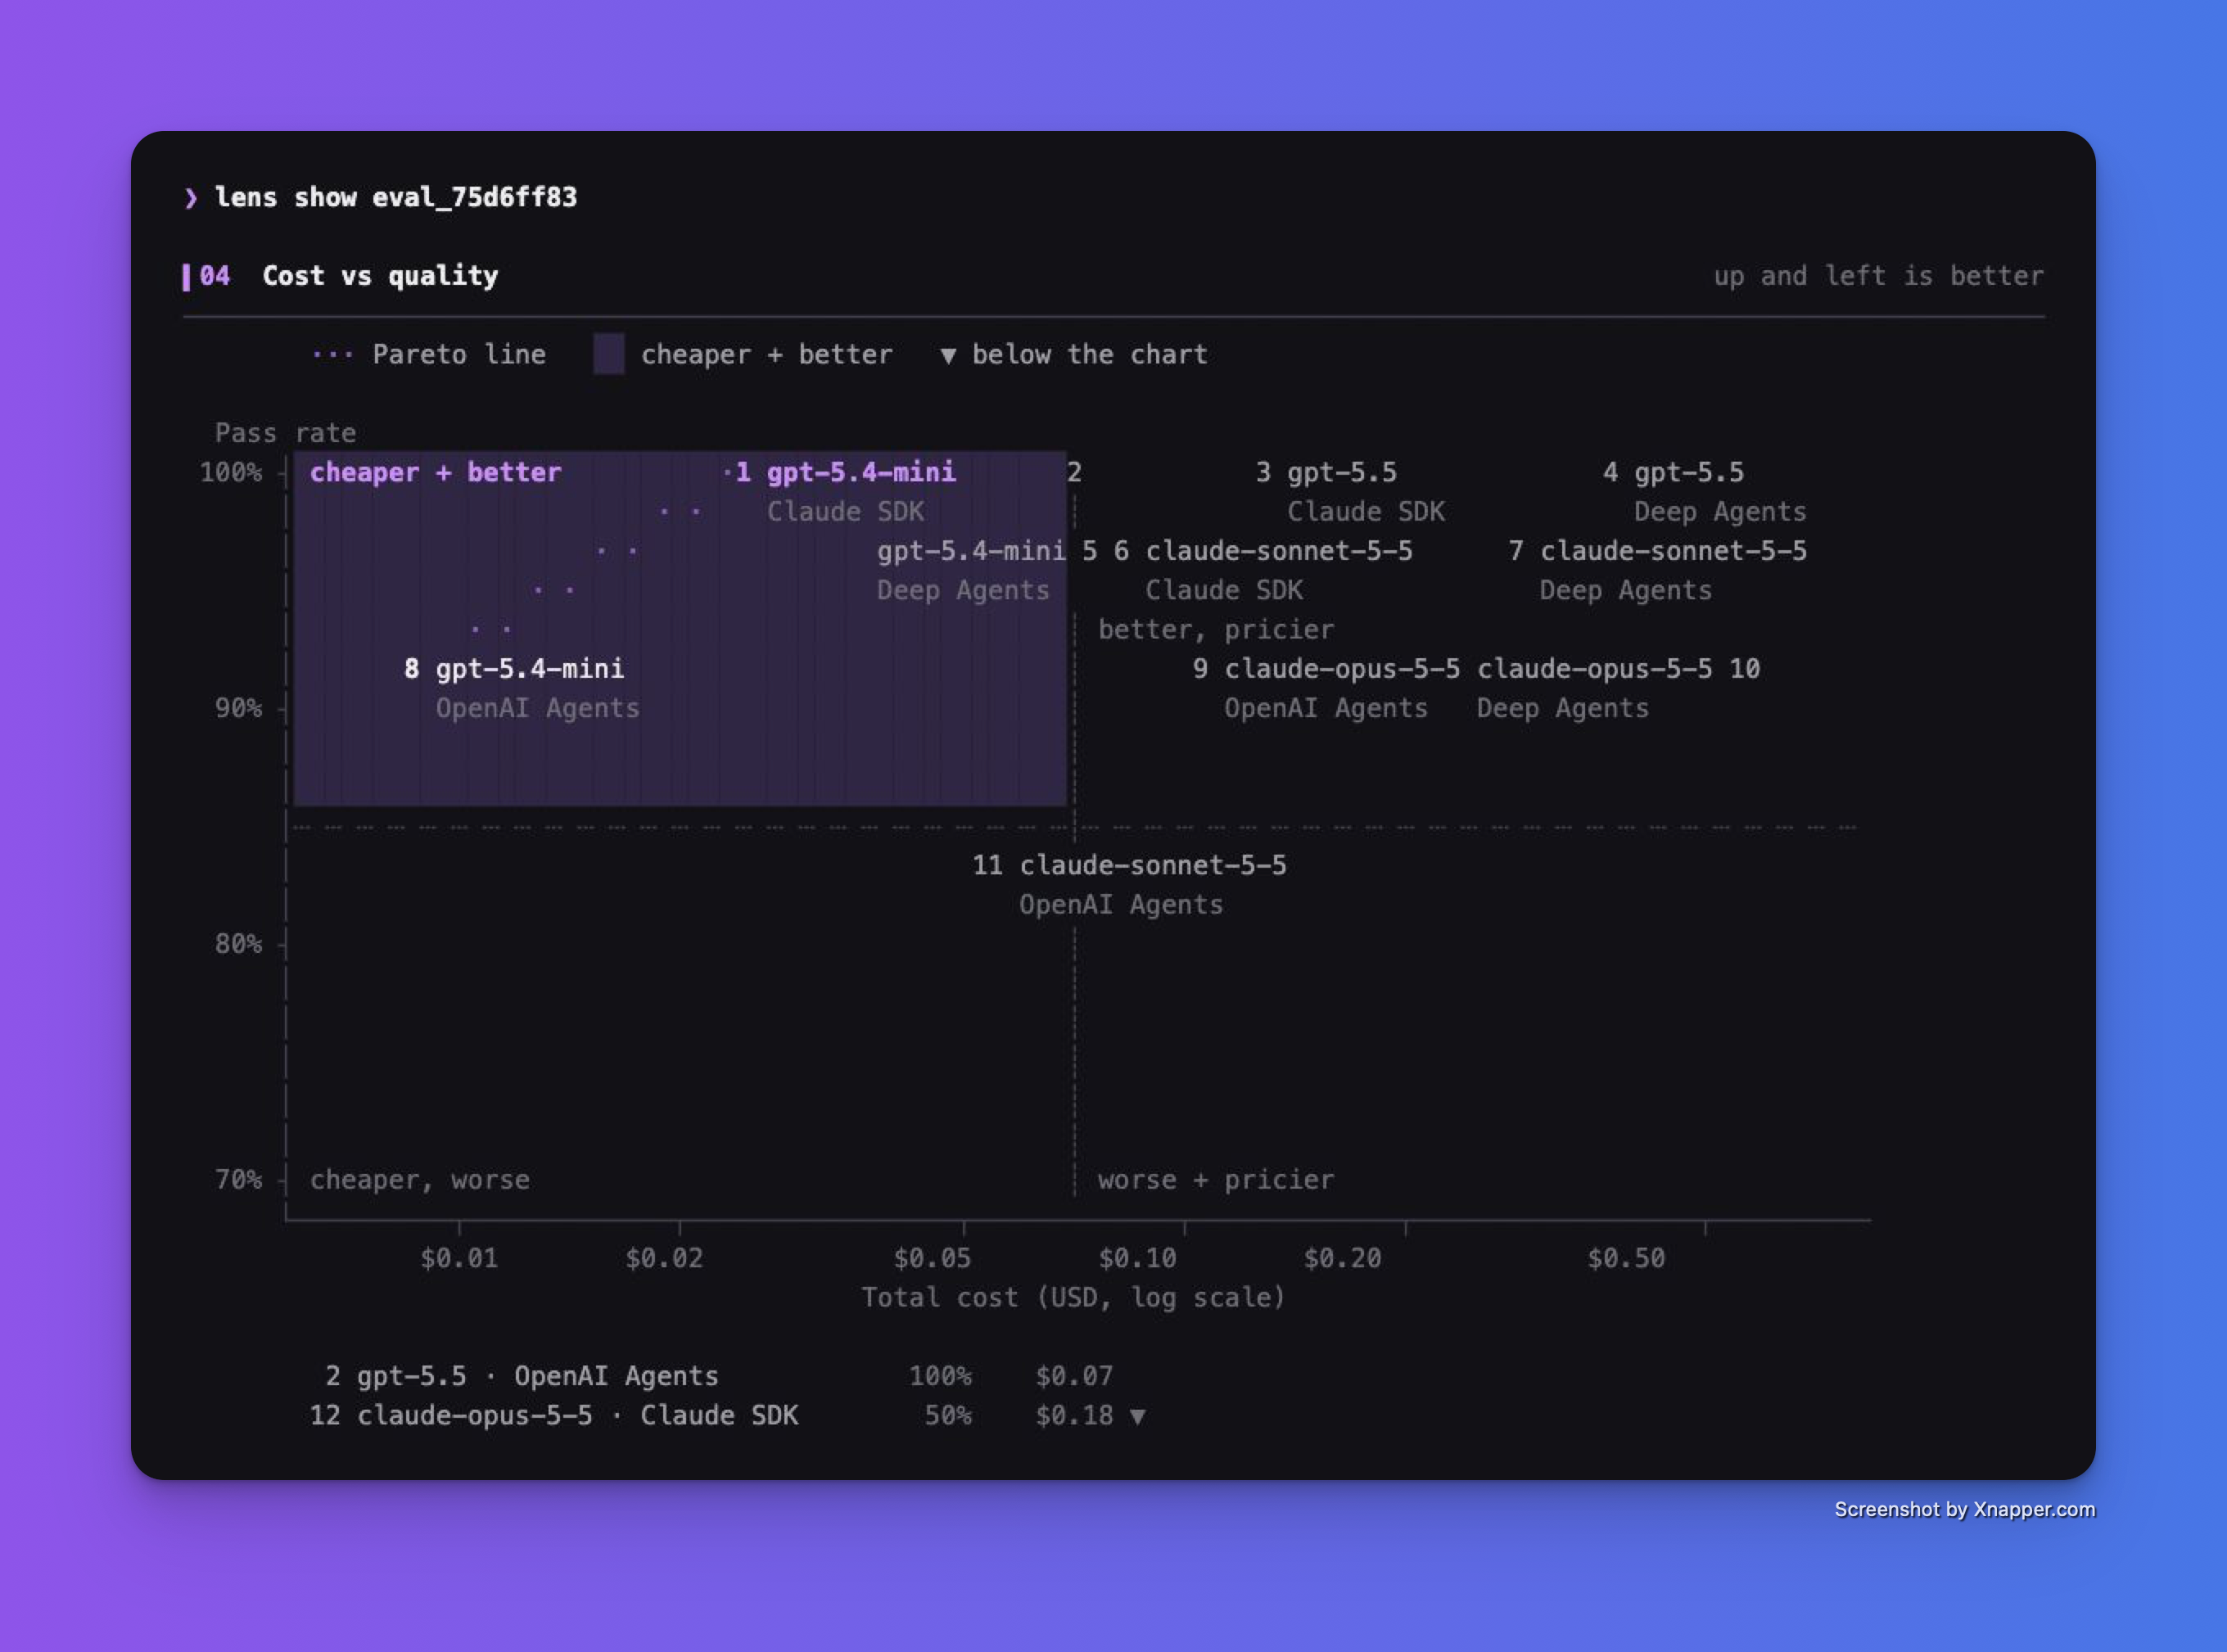 ❯ lens show eval_75d6ff83
04 Cost vs quality up and left is better
··· Pareto line cheaper + better ▼ below the chart
Pass rate
100% cheaper + better ·1 gpt-5.4-mini 2 3 gpt-5.5 4 gpt-5.5
Claude SDK Claude SDK Deep Agents
gpt-5.4-mini 5 6 claude-sonnet-5-5 7 claude-sonnet-5-5
Deep Agents Claude SDK Deep Agents
better, pricier
8 gpt-5.4-mini 9 claude-opus-5-5 claude-opus-5-5 10
90% OpenAI Agents OpenAI Agents Deep Agents
11 claude-sonnet-5-5
OpenAI Agents
80%
70% cheaper, worse worse + pricier
$0.01 $0.02 $0.05 $0.10 $0.20 $0.50
Total cost (USD, log scale)
2 gpt-5.5 · OpenAI Agents 100% $0.07
12 claude-opus-5-5 · Claude SDK 50% $0.18 ▼
Screenshot by Xnapper.com